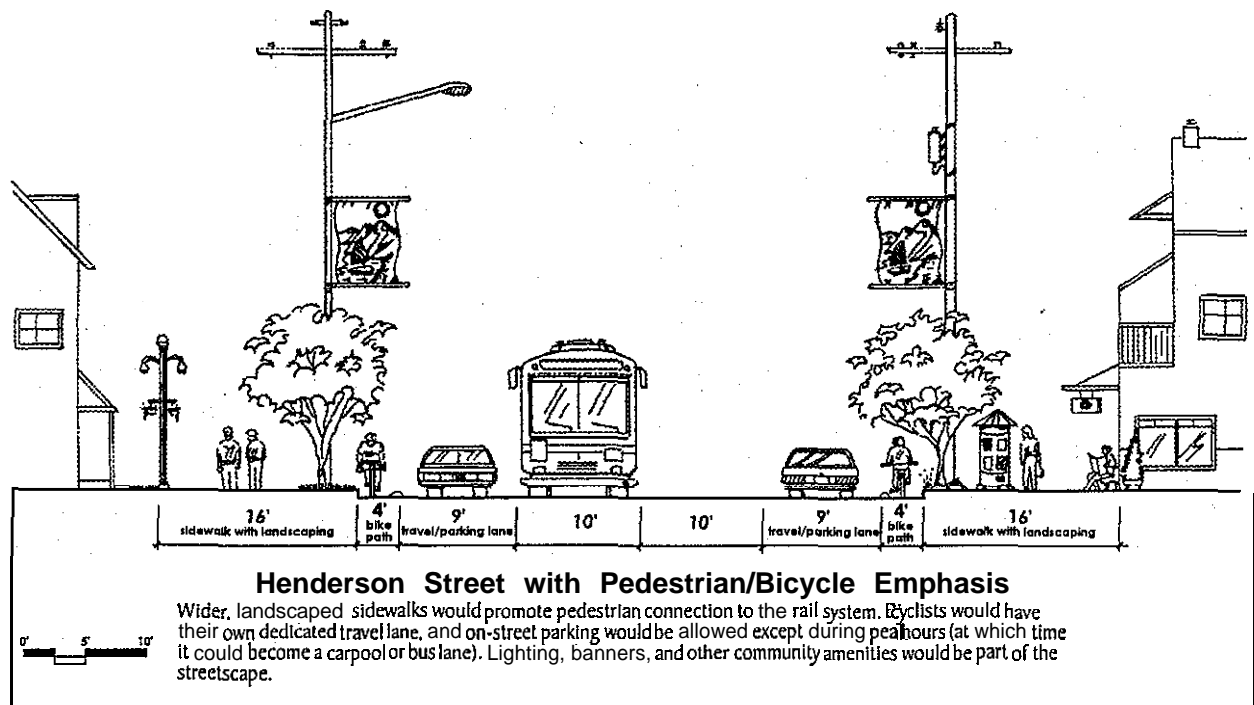 16' 4' 9' 10' 10' 9' 4' 16'
sidewalk with landscaping bike path travel/parking lane travel/parking lane bike path sidewalk with landscaping
Henderson Street with Pedestrian/Bicycle Emphasis
Wider, landscaped sidewalks would promote pedestrian connection to the rail system. Bicyclists would have
their own dedicated travel lane, and on-street parking would be allowed except during peak hours (at which time
it could become a carpool or bus lane). Lighting, banners, and other community amenities would be part of the
streetscape.
0' 5' 10'